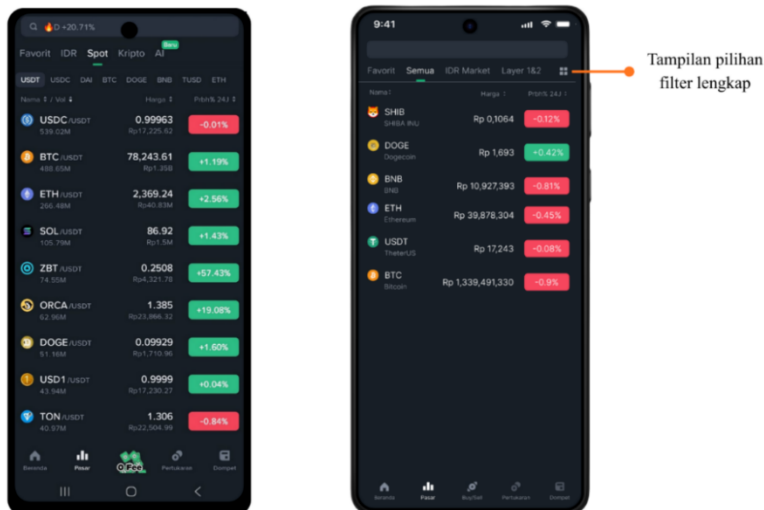 🔥D +20.71%
Favorit IDR Spot Kripto AI Baru
USDT USDC DAI BTC DOGE BNB TUSD ETH
Nama / Vol Harga Prbh% 24J
USDC /USDT 0.99963 -0.01%
539.02M Rp17,225.62
BTC /USDT 78,243.61 +1.19%
488.65M Rp1.35B
ETH /USDT 2,369.24 +2.56%
266.48M Rp40.83M
SOL /USDT 86.92 +1.43%
105.79M Rp1.5M
ZBT /USDT 0.2508 +57.43%
74.55M Rp4,321.78
ORCA /USDT 1.385 +19.08%
62.96M Rp23,866.32
DOGE /USDT 0.09929 +1.60%
51.16M Rp1,710.96
USD1 /USDT 0.9999 +0.04%
43.94M Rp17,230.27
TON /USDT 1.306 -0.84%
40.97M Rp22,504.99
Beranda Pasar 0 Fee Pertukaran Dompet
9:41
Favorit Semua IDR Market Layer 1&2
Nama Harga Prbh% 24J
SHIB Rp 0,1064 -0.12%
SHIBA INU
DOGE Rp 1,693 +0.42%
Dogecoin
BNB Rp 10,927,393 -0.81%
BNB
ETH Rp 39,878,304 -0.45%
Ethereum
USDT Rp 17,243 -0.08%
TheterUS
BTC Rp 1,339,491,330 -0.9%
Bitcoin
Beranda Pasar Buy/Sell Pertukaran Dompet
Tampilan pilihan
filter lengkap